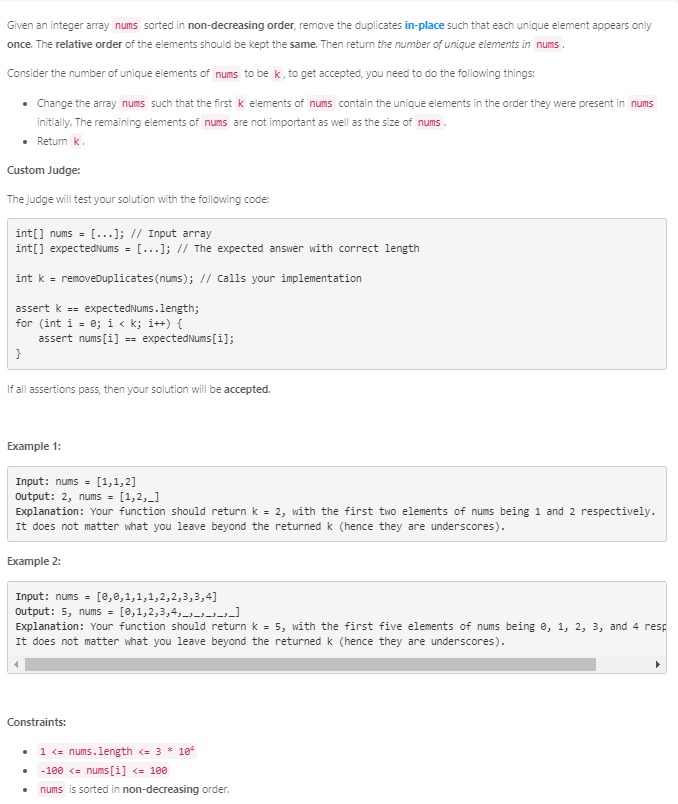 Given an integer array nums sorted in non-decreasing order, remove the duplicates in-place such that each unique element appears only
once. The relative order of the elements should be kept the same. Then return the number of unique elements in nums.
Consider the number of unique elements of nums to be k, to get accepted, you need to do the following things:
• Change the array nums such that the first k elements of nums contain the unique elements in the order they were present in nums
initially. The remaining elements of nums are not important as well as the size of nums.
• Return k.
Custom Judge:
The judge will test your solution with the following code:
int[] nums = [...]; // Input array
int[] expectedNums = [...]; // The expected answer with correct length
int k = removeDuplicates(nums); // Calls your implementation
assert k == expectedNums.length;
for (int i = 0; i < k; i++) {
    assert nums[i] == expectedNums[i];
}
If all assertions pass, then your solution will be accepted.
Example 1:
Input: nums = [1,1,2]
Output: 2, nums = [1,2,_]
Explanation: Your function should return k = 2, with the first two elements of nums being 1 and 2 respectively.
It does not matter what you leave beyond the returned k (hence they are underscores).
Example 2:
Input: nums = [0,0,1,1,1,2,2,3,3,4]
Output: 5, nums = [0,1,2,3,4,_,_,_,_,_]
Explanation: Your function should return k = 5, with the first five elements of nums being 0, 1, 2, 3, and 4 resp
It does not matter what you leave beyond the returned k (hence they are underscores).
Constraints:
• 1 <= nums.length <= 3 * 10⁴
• -100 <= nums[i] <= 100
• nums is sorted in non-decreasing order.